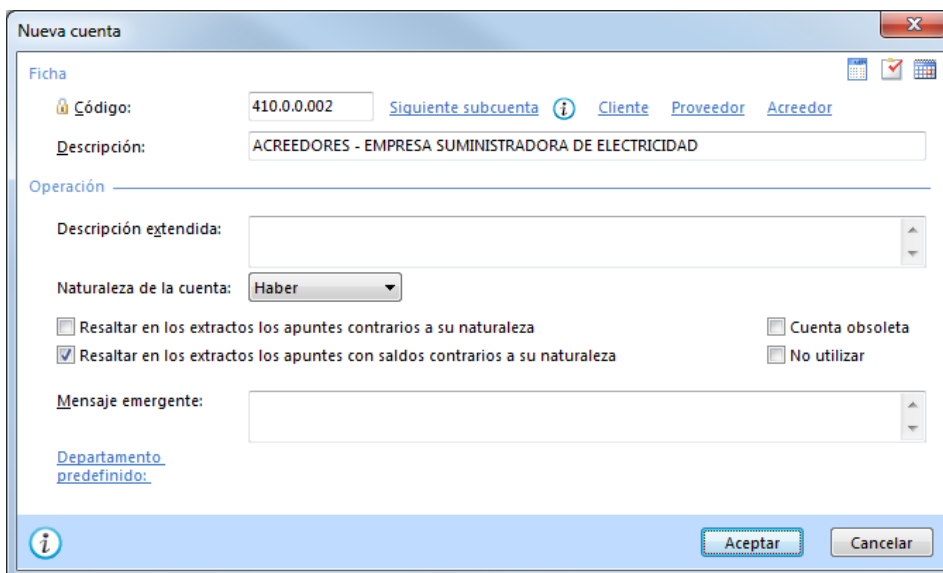 Nueva cuenta
Ficha
Código: 410.0.0.002 Siguiente subcuenta i Cliente Proveedor Acreedor
Descripción: ACREEDORES - EMPRESA SUMINISTRADORA DE ELECTRICIDAD
Operación
Descripción extendida:
Naturaleza de la cuenta: Haber
Resaltar en los extractos los apuntes contrarios a su naturaleza Cuenta obsoleta
Resaltar en los extractos los apuntes con saldos contrarios a su naturaleza No utilizar
Mensaje emergente:
Departamento
predefinido:
i Aceptar Cancelar